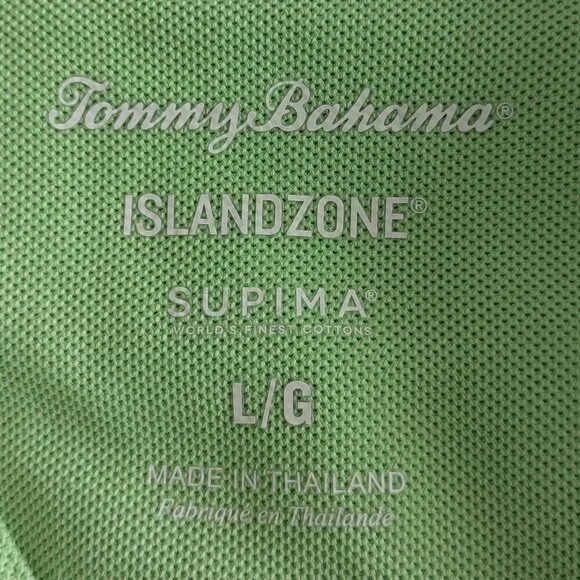 Tommy Bahama®
ISLANDZONE®
SUPIMA®
WORLD'S FINEST COTTONS
L/G
MADE IN THAILAND
Fabriqué en Thaïlande